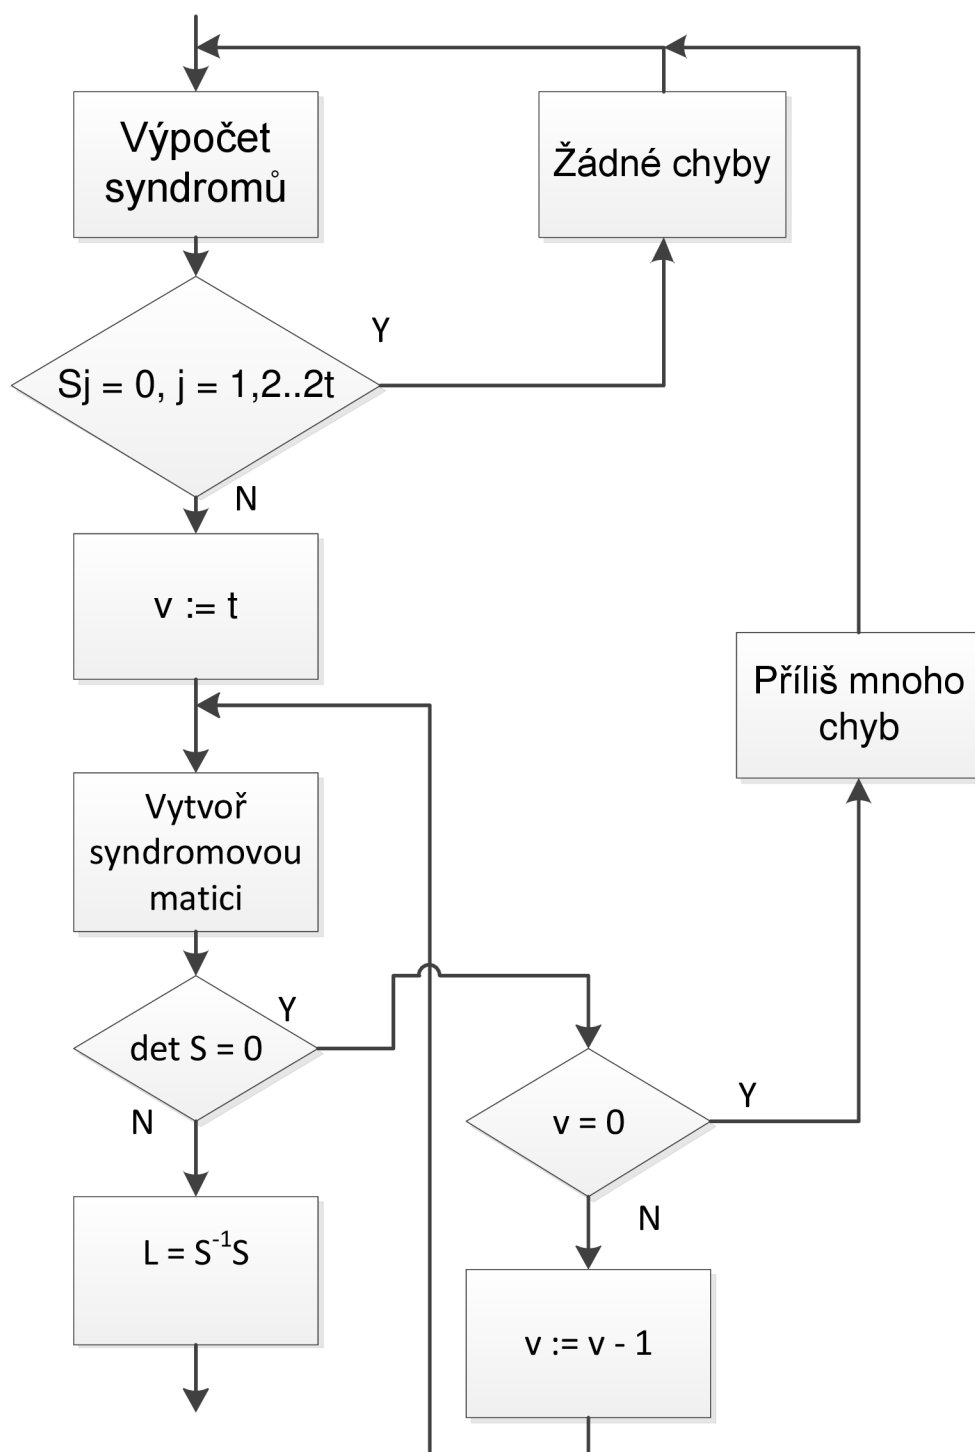 Výpočet
syndromů
Žádné chyby
Y
Sj = 0, j = 1,2..2t
N
v := t
Příliš mnoho
chyb
Vytvoř
syndromovou
matici
Y
det S = 0
N
Y
v = 0
N
L = S⁻¹S
v := v - 1